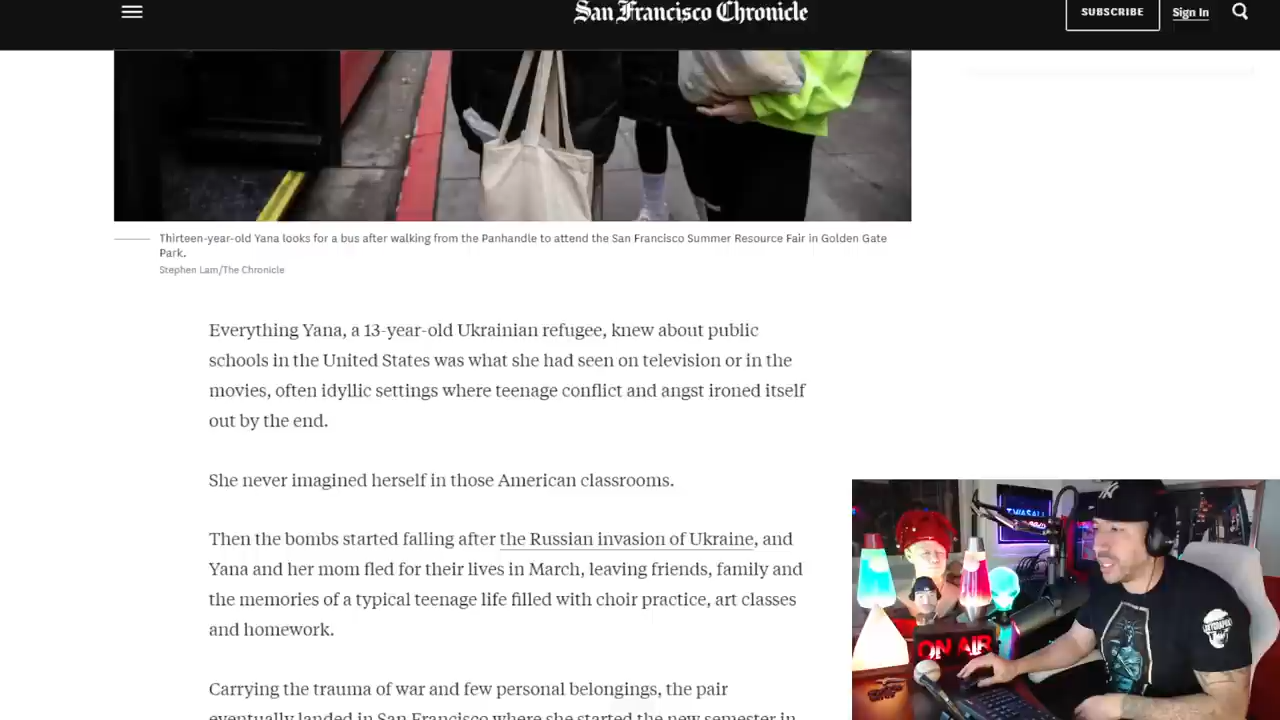 San Francisco Chronicle
SUBSCRIBE
Sign In
Thirteen-year-old Yana looks for a bus after walking from the Panhandle to attend the San Francisco Summer Resource Fair in Golden Gate
Park.
Stephen Lam/The Chronicle
Everything Yana, a 13-year-old Ukrainian refugee, knew about public
schools in the United States was what she had seen on television or in the
movies, often idyllic settings where teenage conflict and angst ironed itself
out by the end.
She never imagined herself in those American classrooms.
Then the bombs started falling after the Russian invasion of Ukraine, and
Yana and her mom fled for their lives in March, leaving friends, family and
the memories of a typical teenage life filled with choir practice, art classes
and homework.
Carrying the trauma of war and few personal belongings, the pair
eventually landed in San Francisco where she started the new semester in
ON AIR